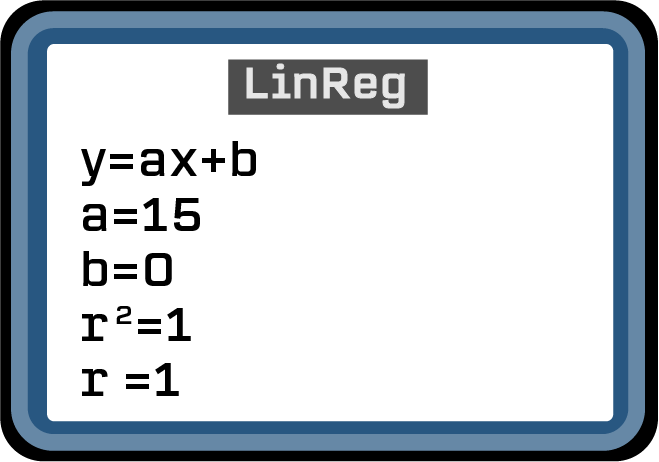 LinReg
y=ax+b
a=15
b=0
r²=1
r =1